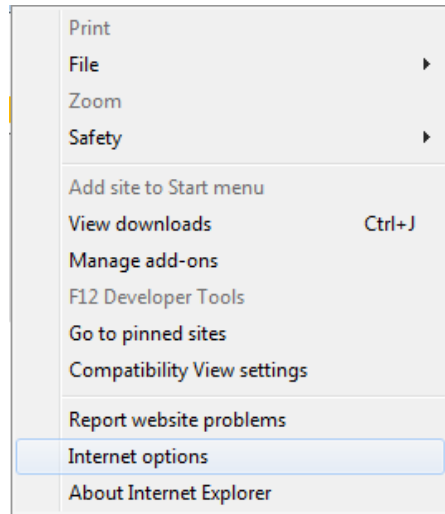 Print
File
Zoom
Safety
Add site to Start menu
View downloads Ctrl+J
Manage add-ons
F12 Developer Tools
Go to pinned sites
Compatibility View settings
Report website problems
Internet options
About Internet Explorer